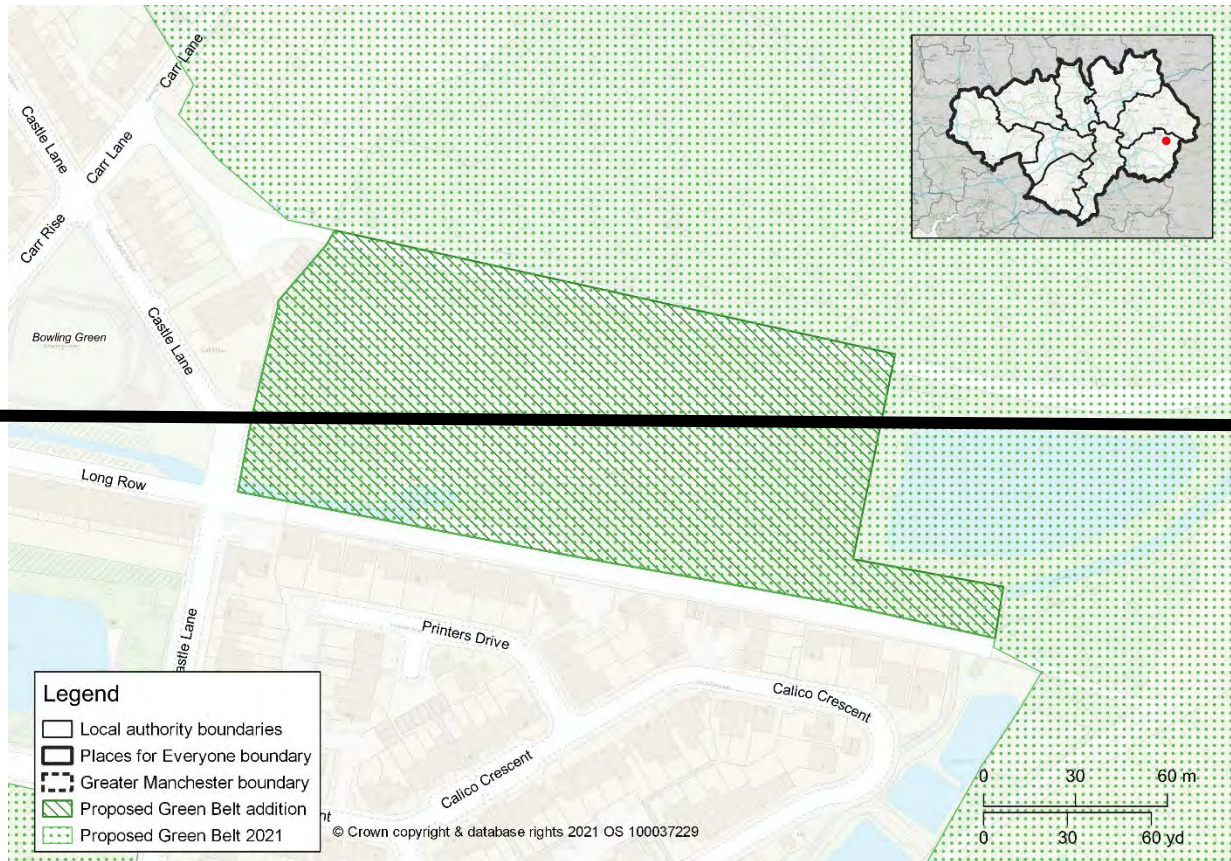 Carr Lane
Castle Lane
Carr Lane
Carr Rise
Castle Lane
Bowling Green
Long Row
Castle Lane
Printers Drive
Calico Crescent
Calico Crescent
Legend
Local authority boundaries
Places for Everyone boundary
Greater Manchester boundary
Proposed Green Belt addition
Proposed Green Belt 2021
© Crown copyright & database rights 2021 OS 100037229
0 30 60 m
0 30 60 yd